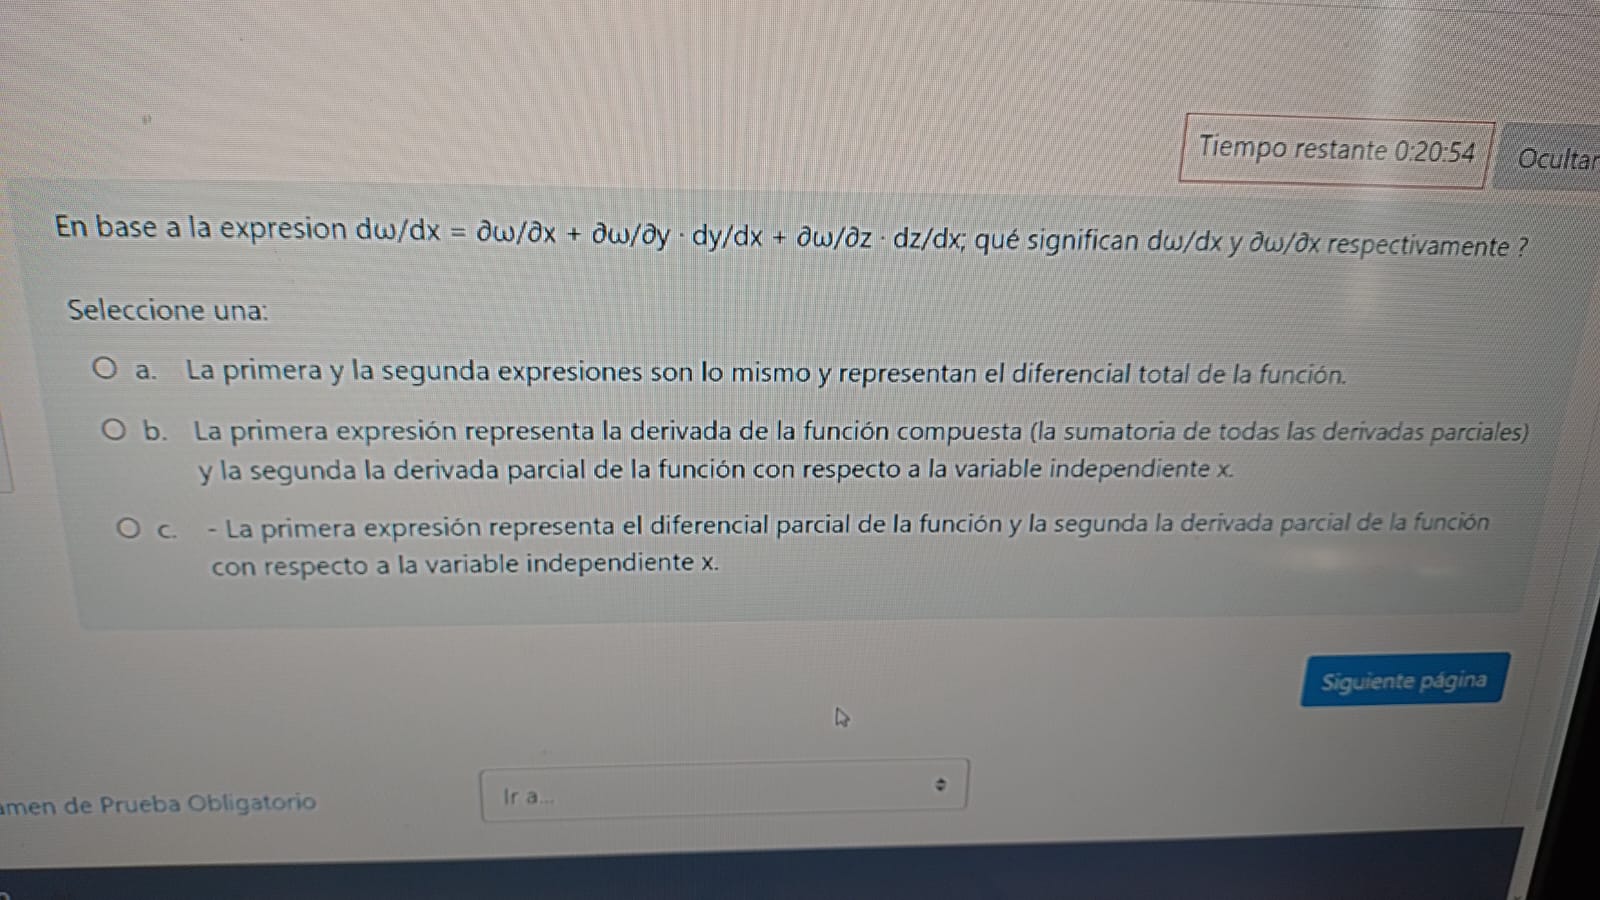 Tiempo restante 0:20:54
Ocultar
En base a la expresion dω/dx = ∂ω/∂x + ∂ω/∂y · dy/dx + ∂ω/∂z · dz/dx; qué significan dω/dx y ∂ω/∂x respectivamente ?
Seleccione una:
a. La primera y la segunda expresiones son lo mismo y representan el diferencial total de la función.
b. La primera expresión representa la derivada de la función compuesta (la sumatoria de todas las derivadas parciales)
y la segunda la derivada parcial de la función con respecto a la variable independiente x.
c. - La primera expresión representa el diferencial parcial de la función y la segunda la derivada parcial de la función
con respecto a la variable independiente x.
Siguiente página
amen de Prueba Obligatorio
Ir a...